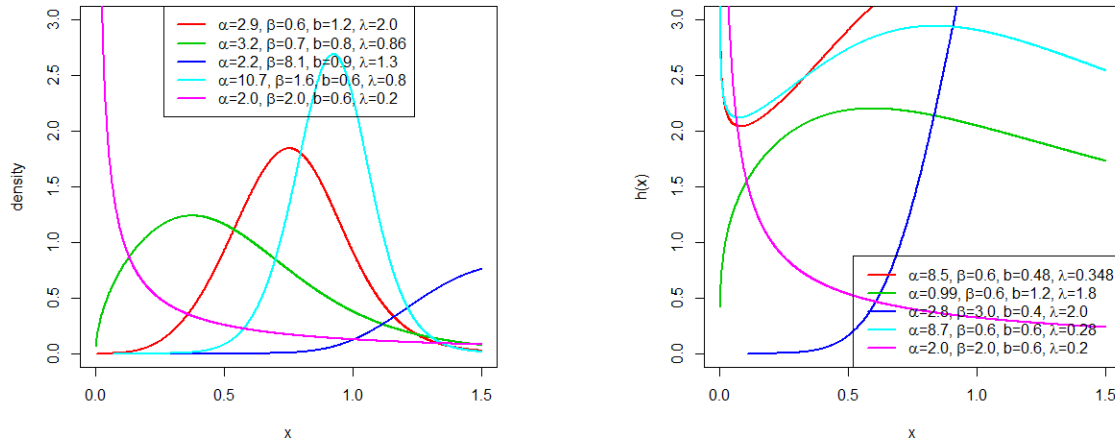 density
0.0 0.5 1.0 1.5 2.0 2.5 3.0
α=2.9, β=0.6, b=1.2, λ=2.0
α=3.2, β=0.7, b=0.8, λ=0.86
α=2.2, β=8.1, b=0.9, λ=1.3
α=10.7, β=1.6, b=0.6, λ=0.8
α=2.0, β=2.0, b=0.6, λ=0.2
0.0 0.5 1.0 1.5
x
h(x)
0.0 0.5 1.0 1.5 2.0 2.5 3.0
α=8.5, β=0.6, b=0.48, λ=0.348
α=0.99, β=0.6, b=1.2, λ=1.8
α=2.8, β=3.0, b=0.4, λ=2.0
α=8.7, β=0.6, b=0.6, λ=0.28
α=2.0, β=2.0, b=0.6, λ=0.2
0.0 0.5 1.0 1.5
x